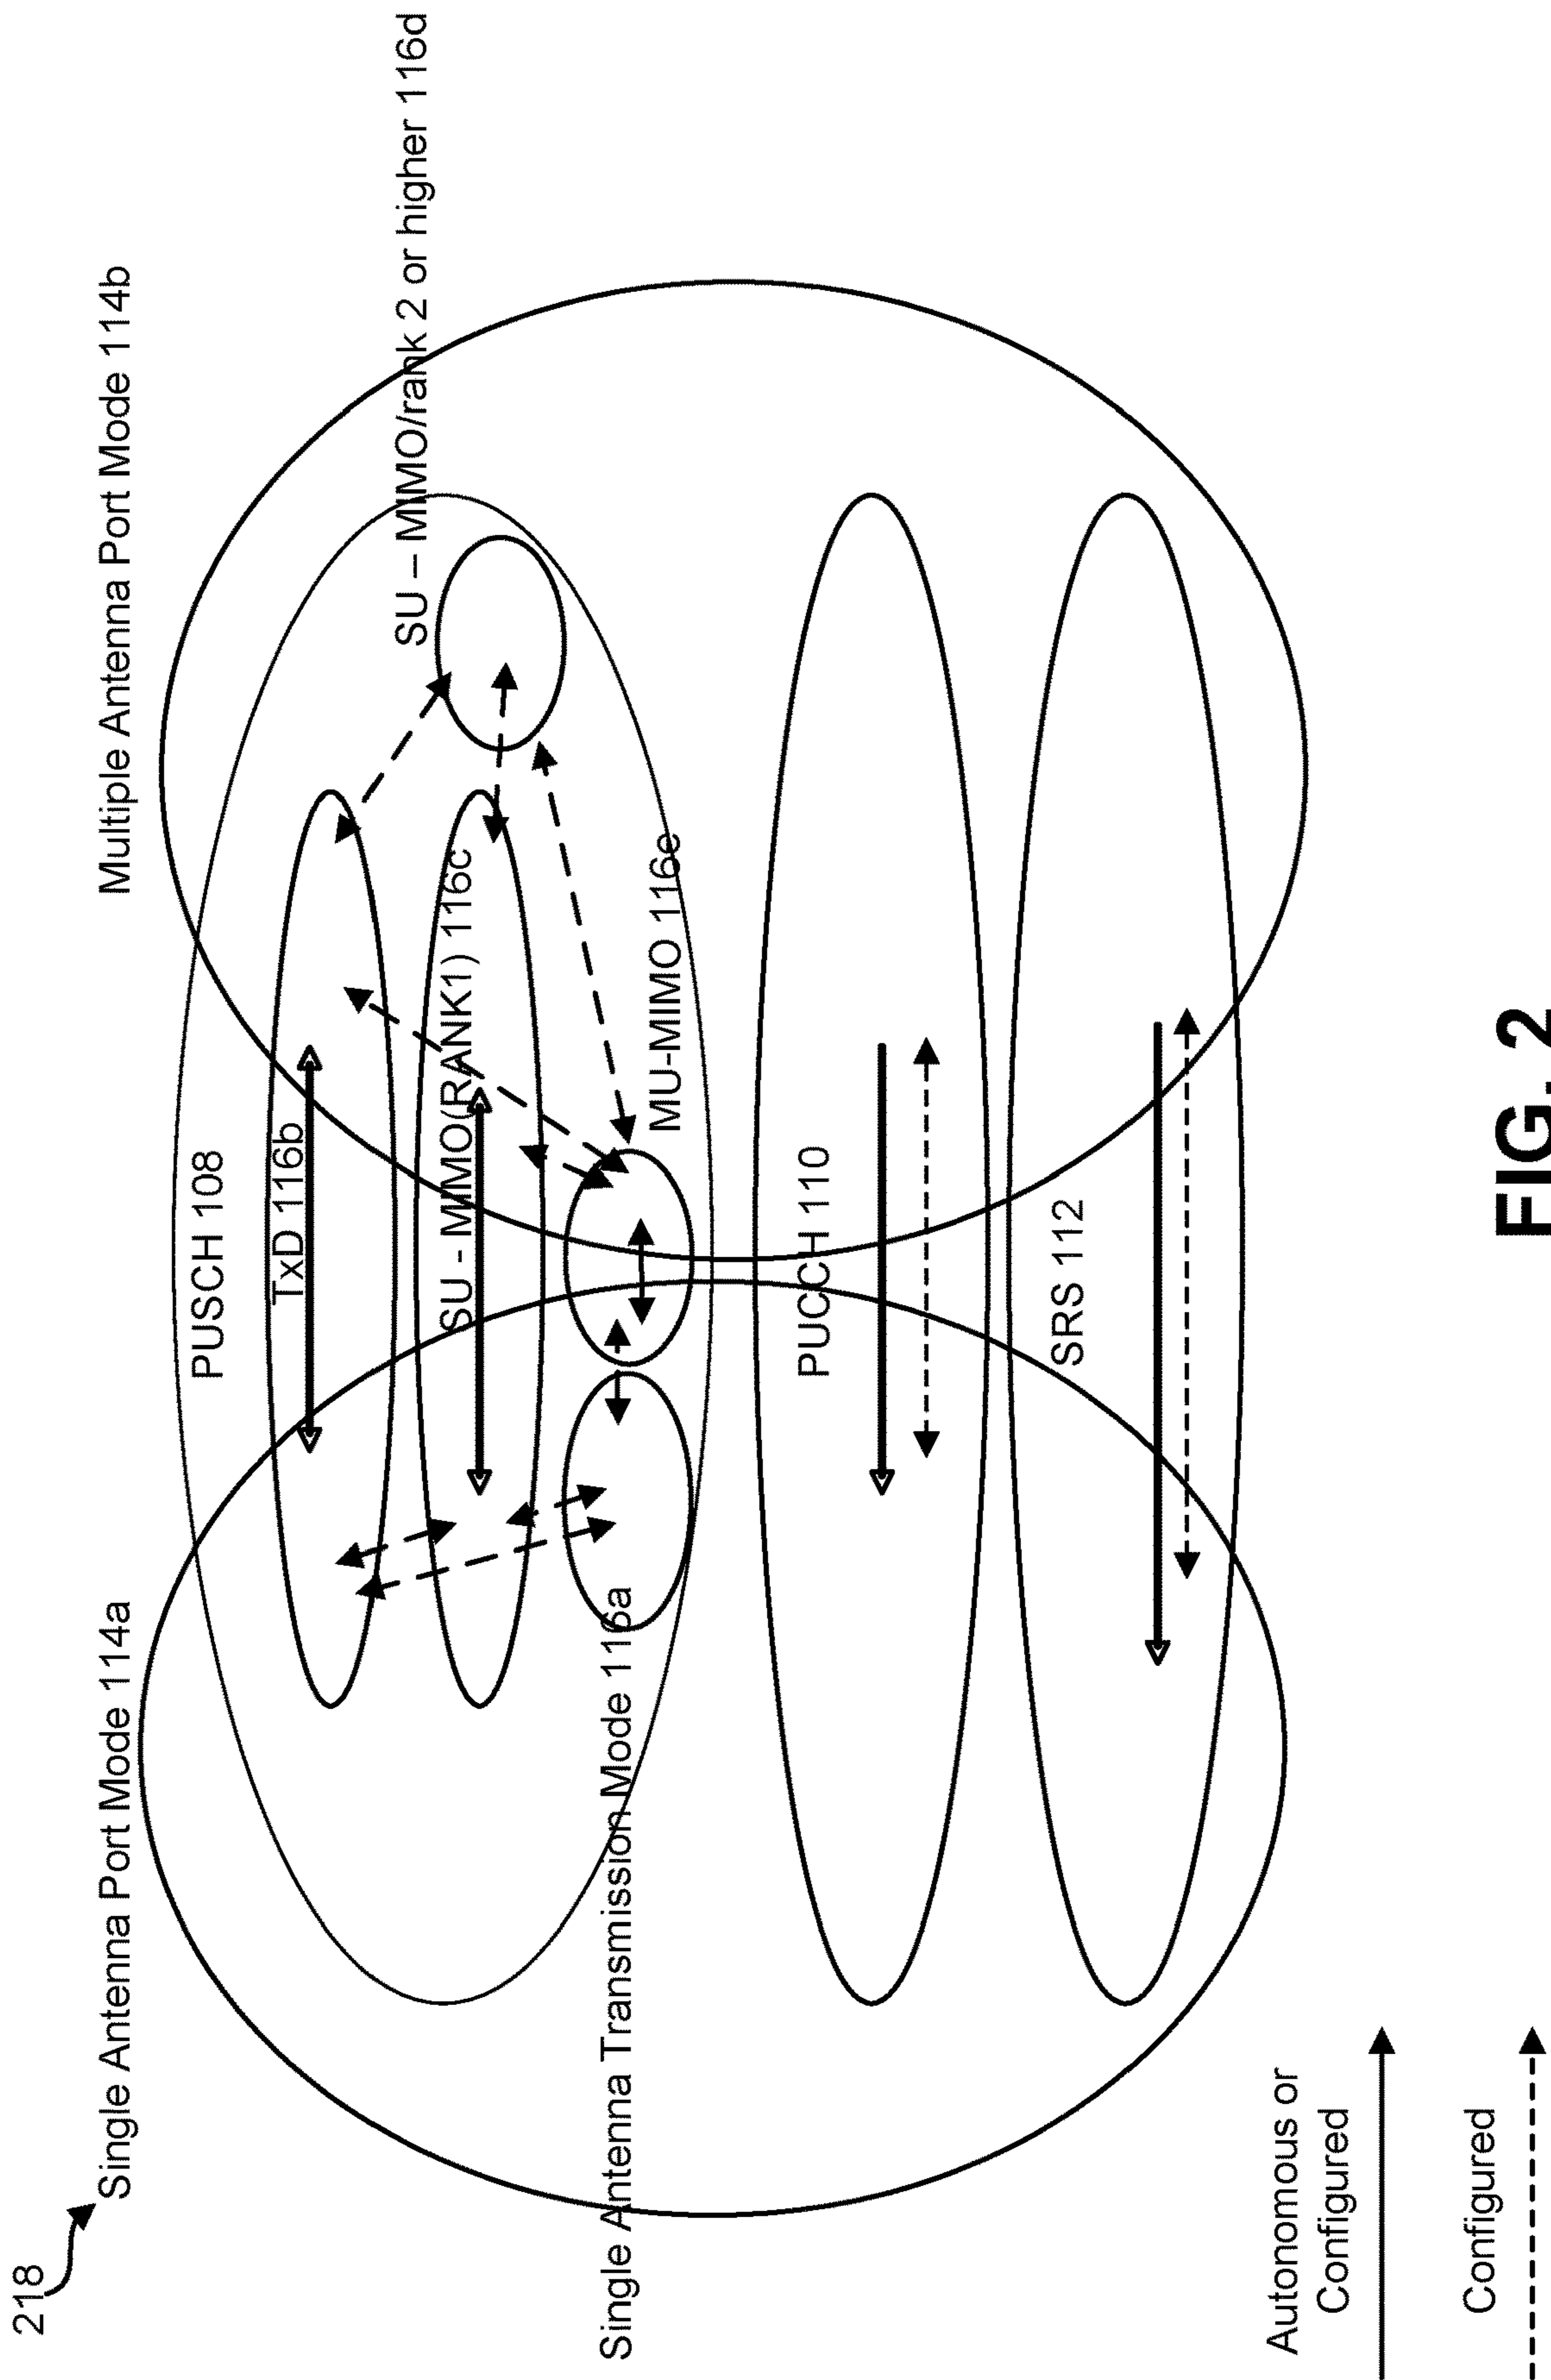 218
Single Antenna Port Mode 114a
Multiple Antenna Port Mode 114b
PUSCH 108
TxD 116b
SU – MIMO/rank 2 or higher 116d
SU - MIMO(RANK1) 116c
Single Antenna Transmission Mode 116a
MU-MIMO 116e
PUCCH 110
SRS 112
Autonomous or
Configured
Configured
FIG. 2